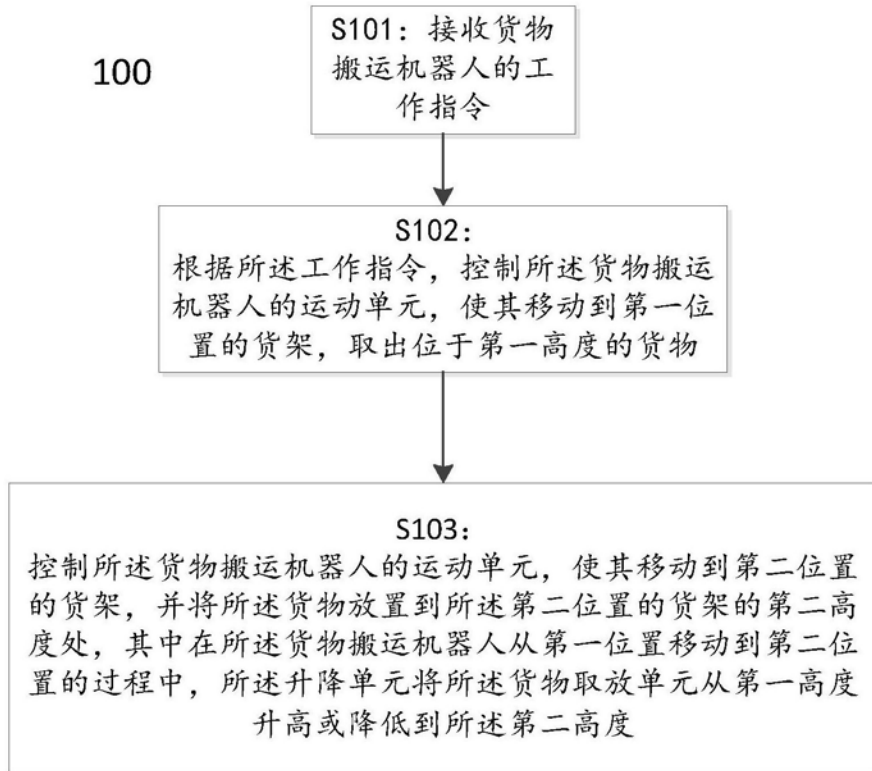 100
S101: 接收货物
搬运机器人的工
作指令
S102:
根据所述工作指令，控制所述货物搬运
机器人的运动单元，使其移动到第一位
置的货架，取出位于第一高度的货物
S103:
控制所述货物搬运机器人的运动单元，使其移动到第二位置
的货架，并将所述货物放置到所述第二位置的货架的第二高
度处，其中在所述货物搬运机器人从第一位置移动到第二位
置的过程中，所述升降单元将所述货物取放单元从第一高度
升高或降低到所述第二高度